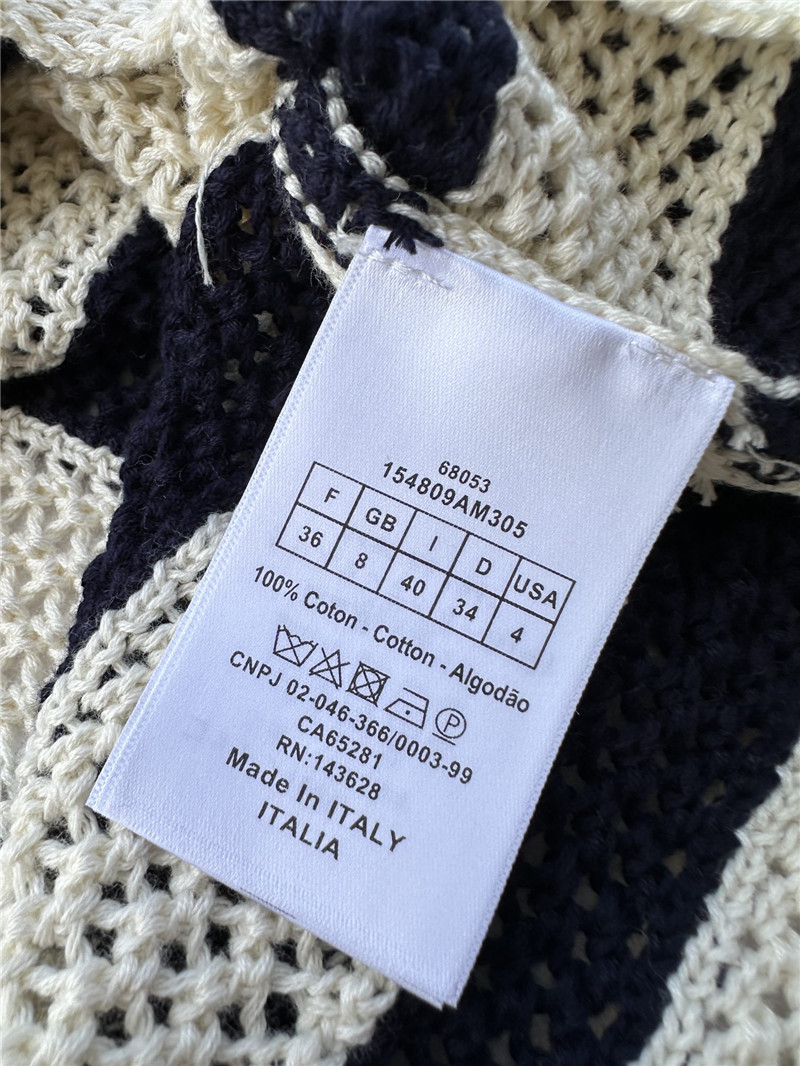 68053
154809AM305
F GB I D USA
36 8 40 34 4
100% Coton - Cotton - Algodão
P
CNPJ 02-046-366/0003-99
CA65281
RN:143628
Made In ITALY
ITALIA